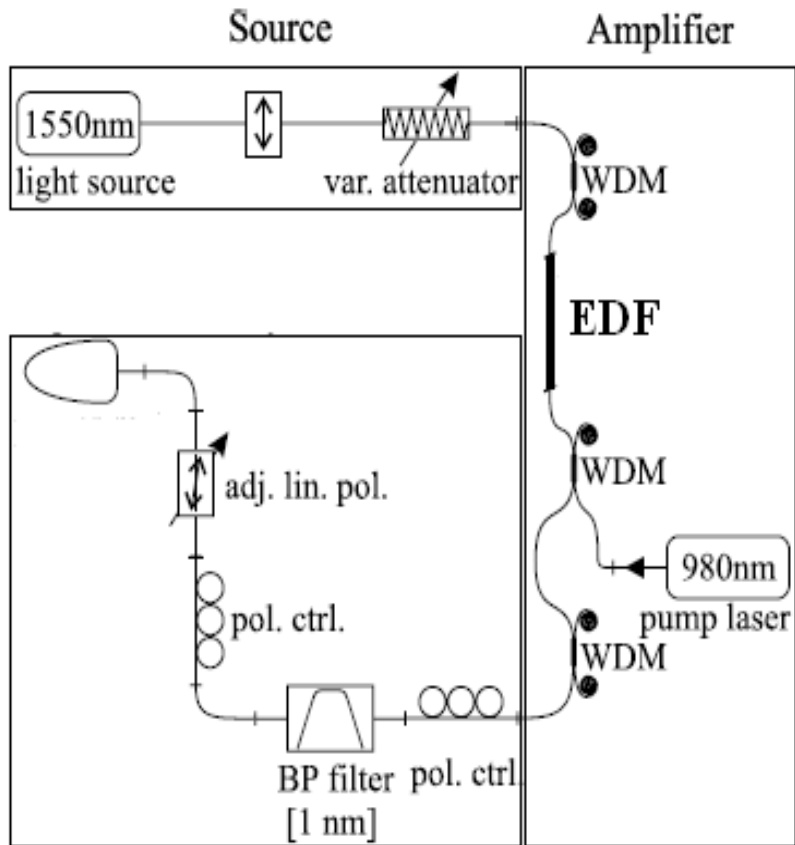 Source
Amplifier
1550nm
light source
var. attenuator
WDM
EDF
WDM
980nm
pump laser
WDM
adj. lin. pol.
pol. ctrl.
BP filter
[1 nm]
pol. ctrl.